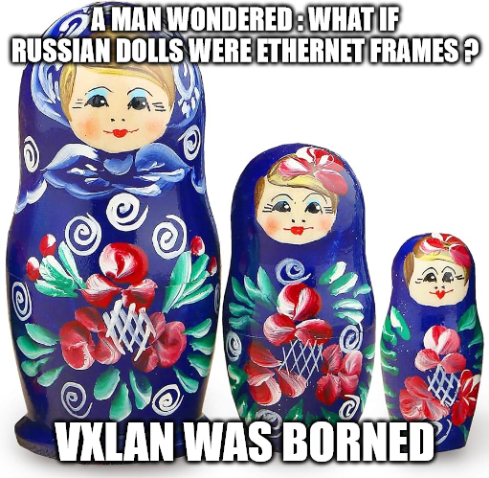 A MAN WONDERED : WHAT IF
RUSSIAN DOLLS WERE ETHERNET FRAMES ?
VXLAN WAS BORNED